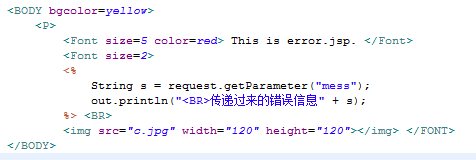 <BODY bgcolor=yellow>
<P>
<Font size=5 color=red> This is error.jsp. </Font>
<Font size=2>
<%
String s = request.getParameter("mess");
out.println("<BR>传递过来的错误信息" + s);
%> <BR>
<img src="c.jpg" width="120" height="120"></img> </FONT>
</BODY>